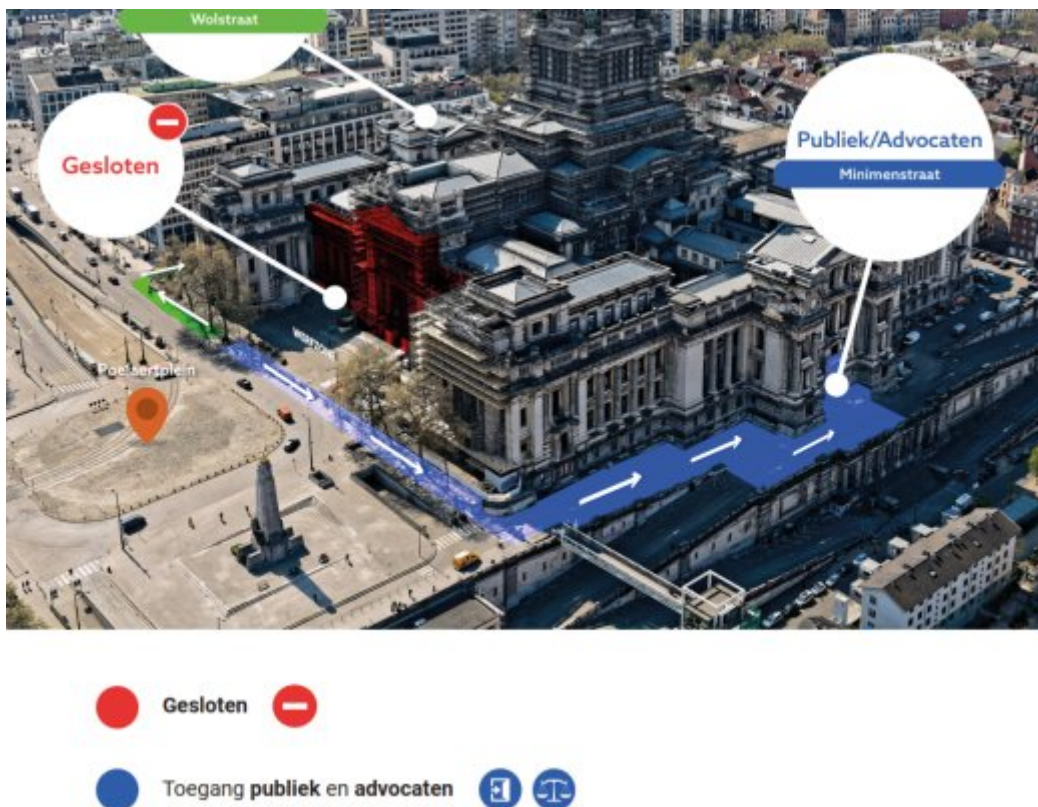 Wolstraat
Gesloten
Publiek/Advocaten
Minimenstraat
Poelaertplein
Gesloten
Toegang publiek en advocaten